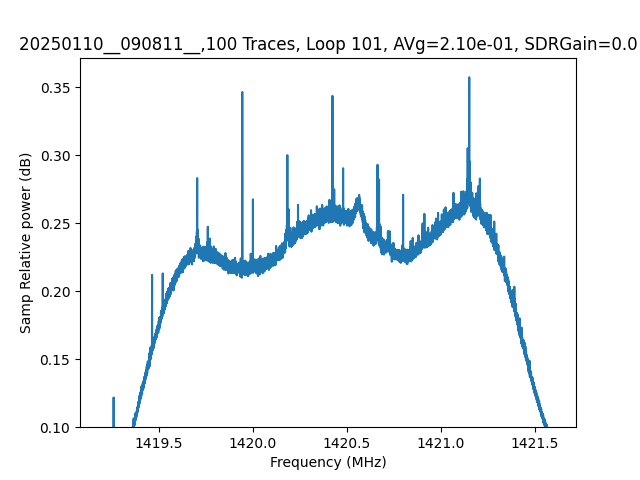 20250110__090811__,100 Traces, Loop 101, AVg=2.10e-01, SDRGain=0.0
0.35
0.30
0.25
0.20
0.15
0.10
Samp Relative power (dB)
1419.5 1420.0 1420.5 1421.0 1421.5
Frequency (MHz)